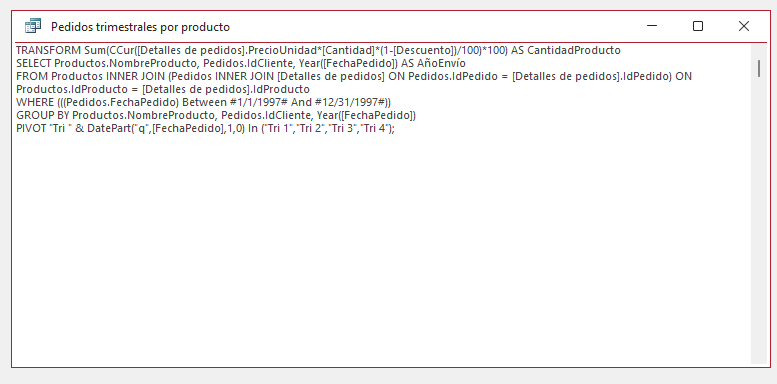 Pedidos trimestrales por producto
TRANSFORM Sum(CCur([Detalles de pedidos].PrecioUnidad*[Cantidad]*(1-[Descuento])/100)*100) AS CantidadProducto
SELECT Productos.NombreProducto, Pedidos.IdCliente, Year([FechaPedido]) AS AñoEnvío
FROM Productos INNER JOIN (Pedidos INNER JOIN [Detalles de pedidos] ON Pedidos.IdPedido = [Detalles de pedidos].IdPedido) ON
Productos.IdProducto = [Detalles de pedidos].IdProducto
WHERE (((Pedidos.FechaPedido) Between #1/1/1997# And #12/31/1997#))
GROUP BY Productos.NombreProducto, Pedidos.IdCliente, Year([FechaPedido])
PIVOT "Tri " & DatePart("q",[FechaPedido],1,0) In ("Tri 1","Tri 2","Tri 3","Tri 4");